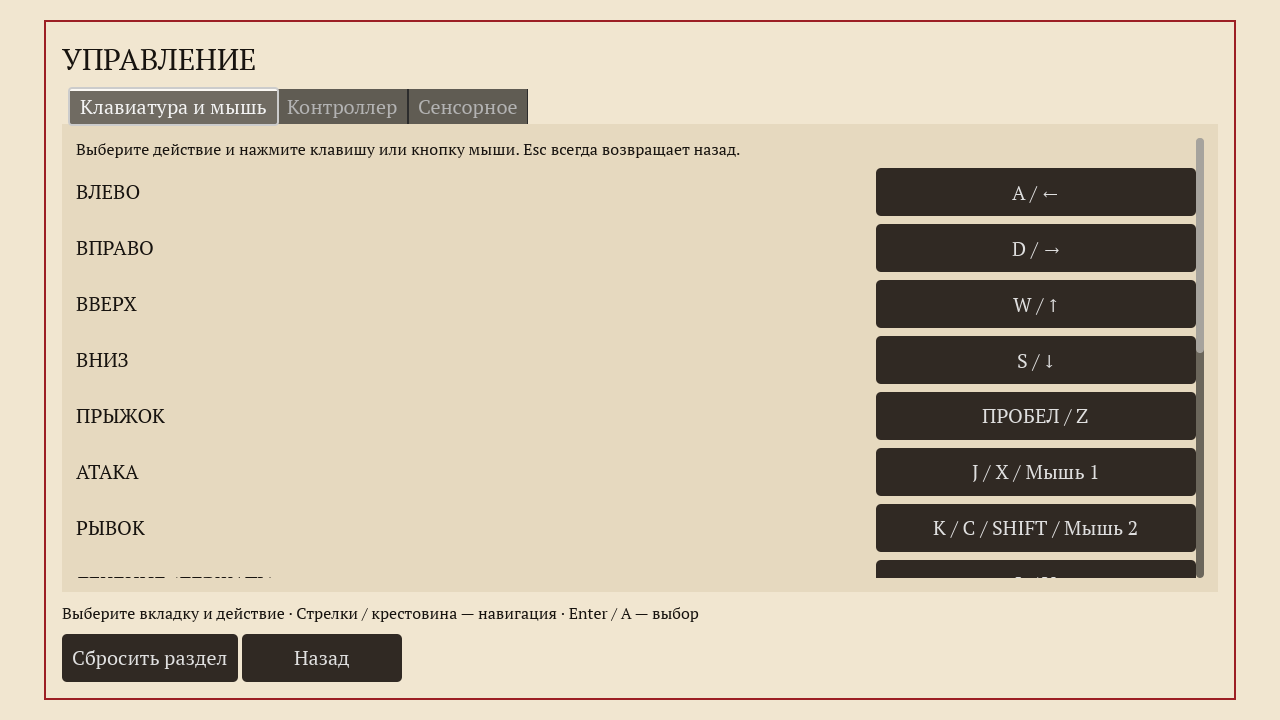 УПРАВЛЕНИЕ
Клавиатура и мышь Контроллер Сенсорное
Выберите действие и нажмите клавишу или кнопку мыши. Esc всегда возвращает назад.
ВЛЕВО A / ←
ВПРАВО D / →
ВВЕРХ W / ↑
ВНИЗ S / ↓
ПРЫЖОК ПРОБЕЛ / Z
АТАКА J / X / Мышь 1
РЫВОК K / C / SHIFT / Мышь 2
Выберите вкладку и действие · Стрелки / крестовина — навигация · Enter / A — выбор
Сбросить раздел Назад